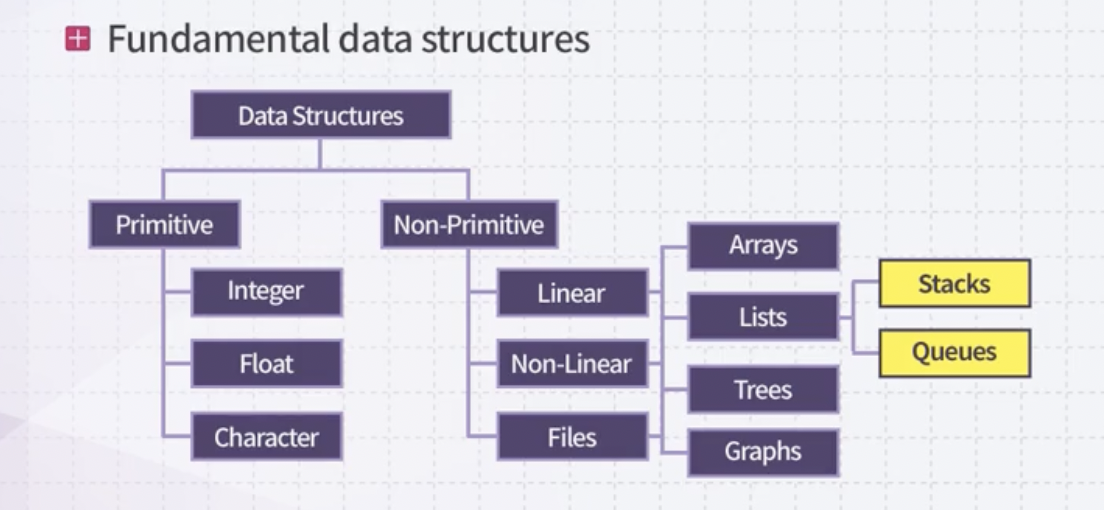 Fundamental data structures
Data Structures
Primitive
Non-Primitive
Integer
Float
Character
Linear
Non-Linear
Files
Arrays
Lists
Trees
Graphs
Stacks
Queues